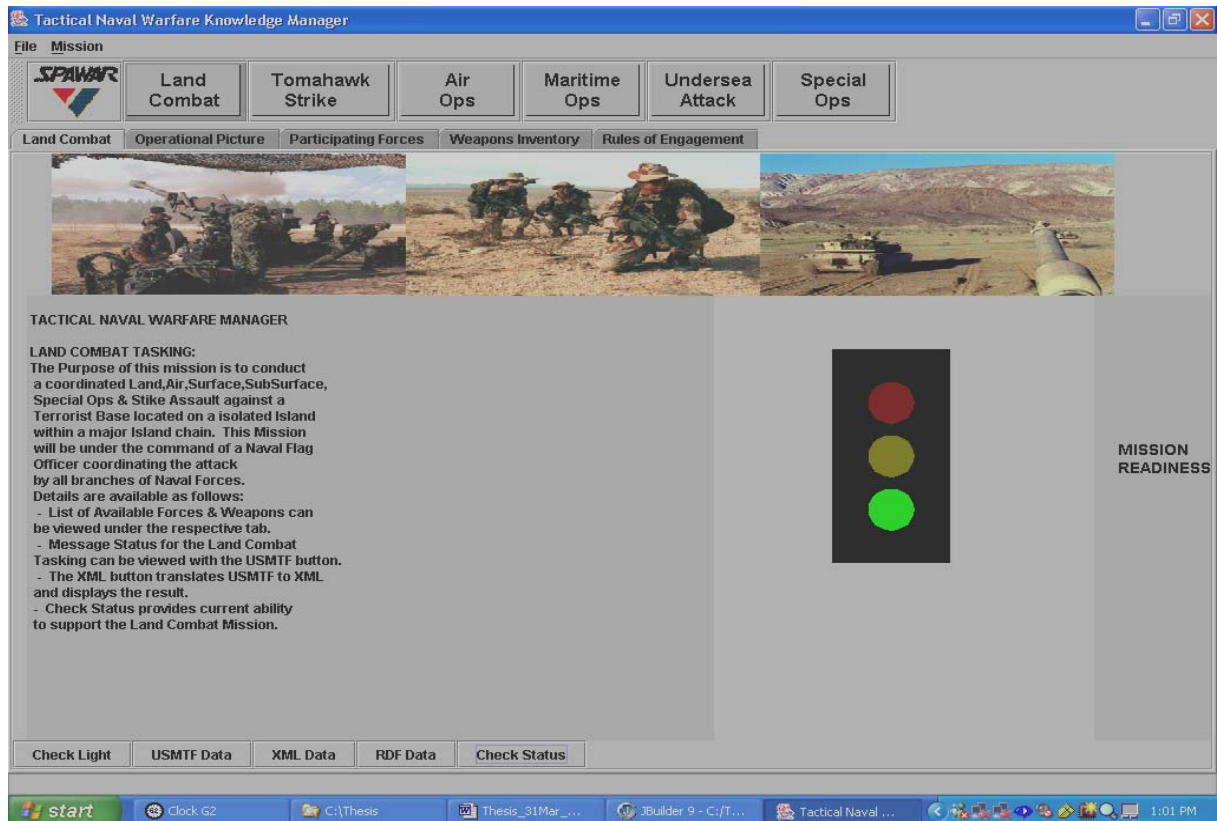 Tactical Naval Warfare Knowledge Manager
File Mission
SPAWAR
Land Combat
Tomahawk Strike
Air Ops
Maritime Ops
Undersea Attack
Special Ops
Land Combat Operational Picture Participating Forces Weapons Inventory Rules of Engagement
TACTICAL NAVAL WARFARE MANAGER
LAND COMBAT TASKING:
The Purpose of this mission is to conduct
a coordinated Land,Air,Surface,SubSurface,
Special Ops & Stike Assault against a
Terrorist Base located on a isolated Island
within a major Island chain. This Mission
will be under the command of a Naval Flag
Officer coordinating the attack
by all branches of Naval Forces.
Details are available as follows:
- List of Available Forces & Weapons can
be viewed under the respective tab.
- Message Status for the Land Combat
Tasking can be viewed with the USMTF button.
- The XML button translates USMTF to XML
and displays the result.
- Check Status provides current ability
to support the Land Combat Mission.
MISSION
READINESS
Check Light USMTF Data XML Data RDF Data Check Status
start Clock G2 C:\Thesis Thesis_31Mar_... JBuilder 9 - C:/T... Tactical Naval ... 1:01 PM